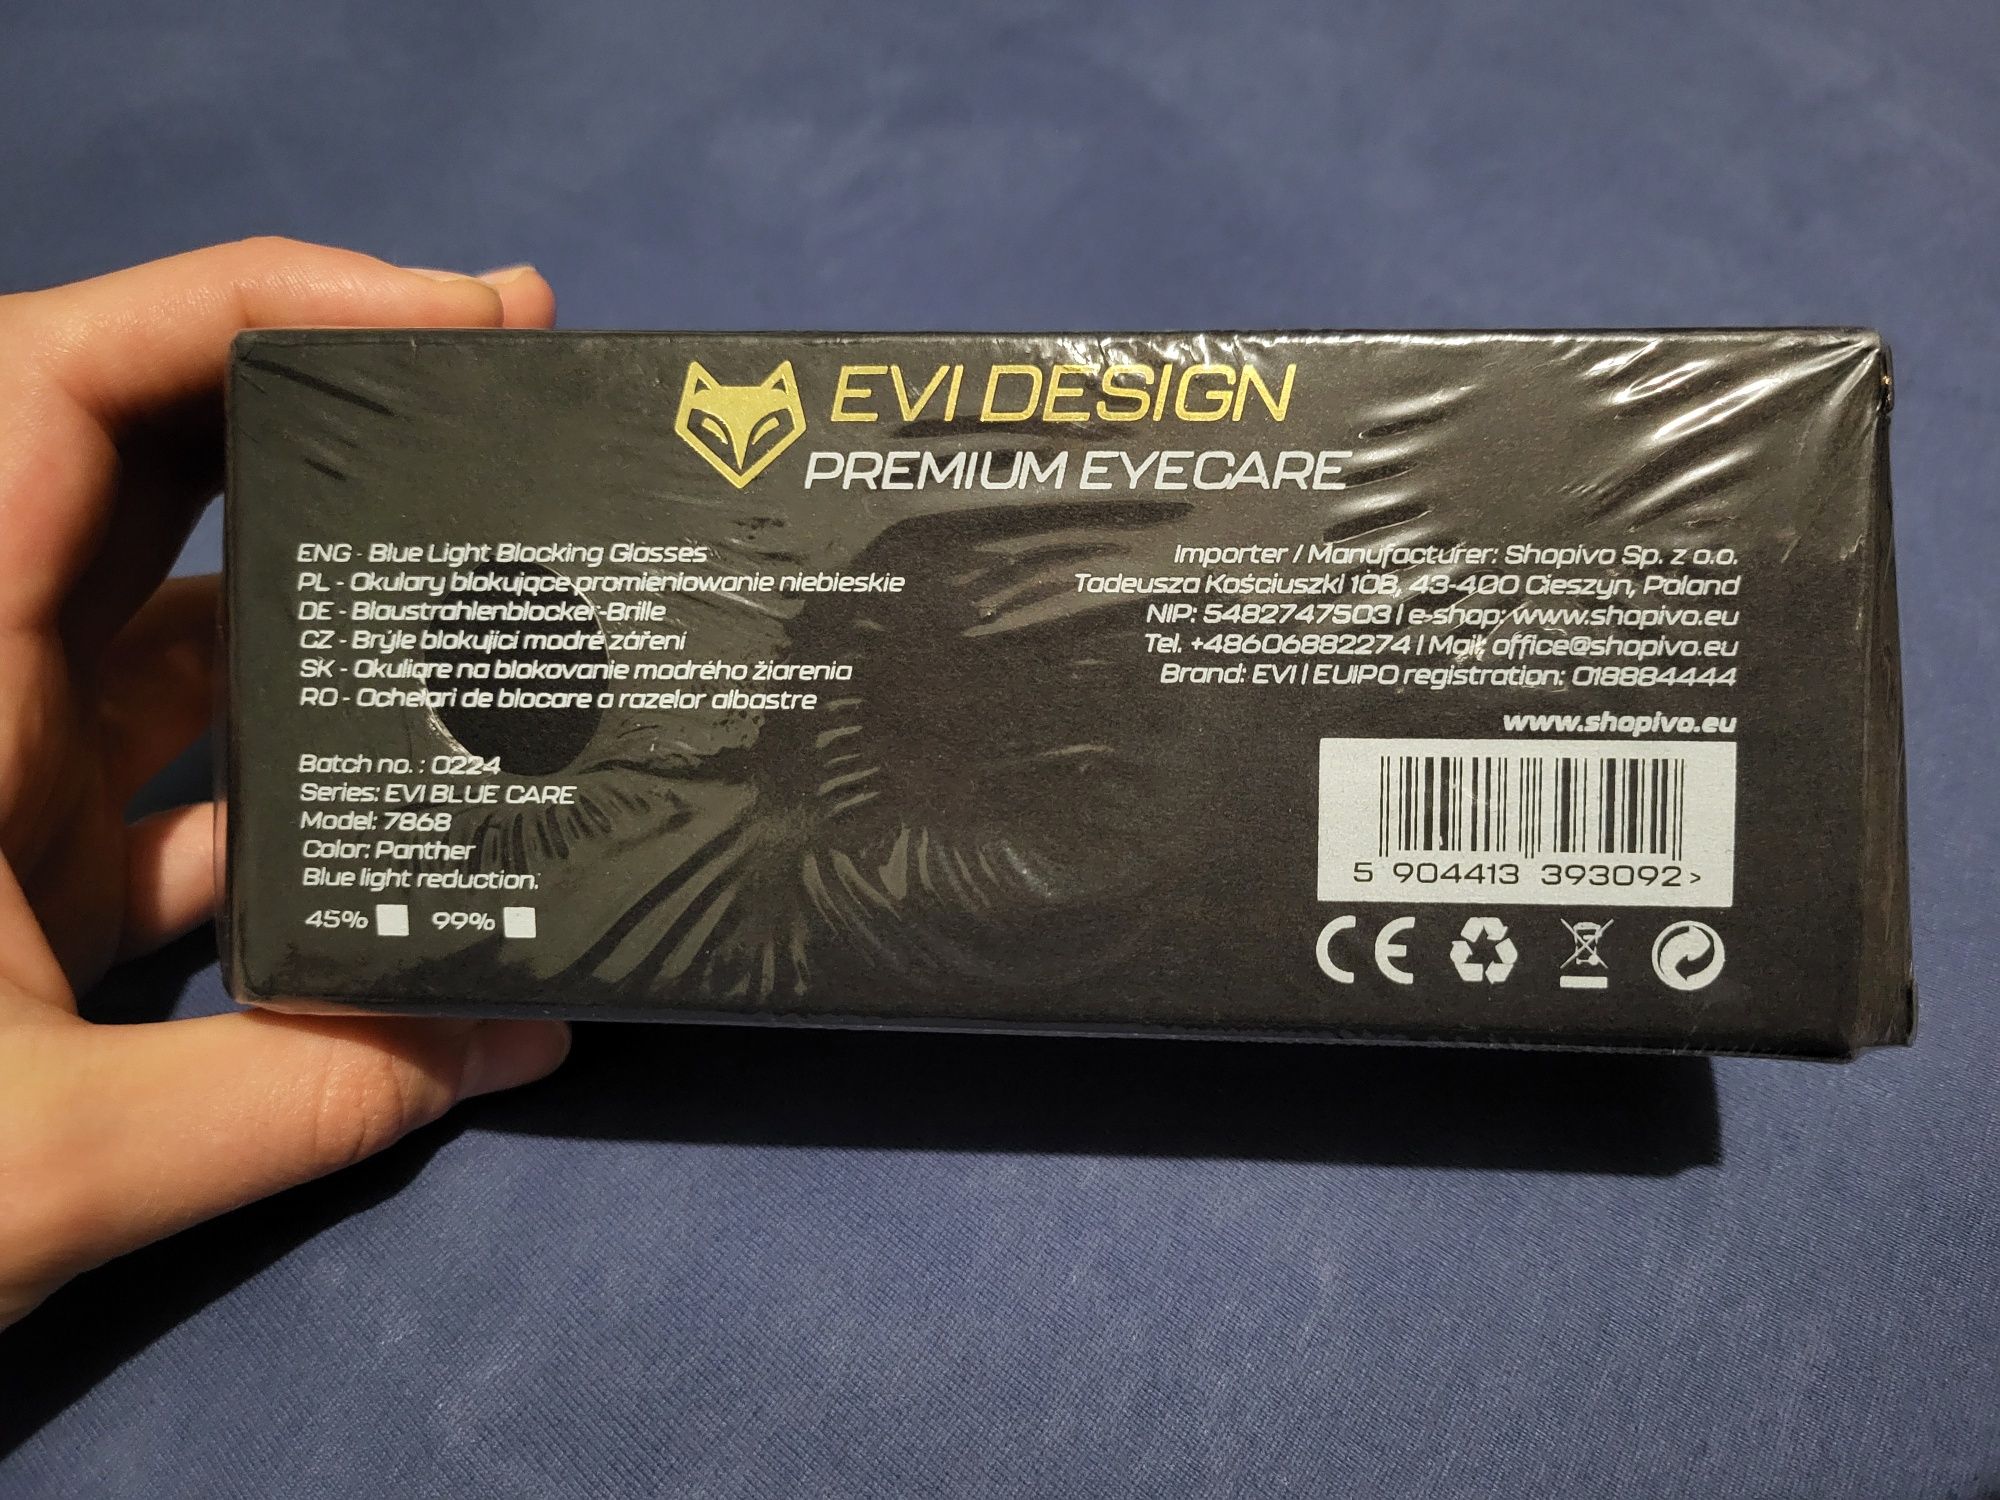 EVI DESIGN
PREMIUM EYECARE
ENG - Blue Light Blocking Glasses
PL - Okulary blokujące promieniowanie niebieskie
DE - Blaustrahlenblocker-Brille
CZ - Brýle blokující modré záření
SK - Okuliare na blokovanie modrého žiarenia
RO - Ochelari de blocare a razelor albastre
Batch no. : 0224
Series: EVI BLUE CARE
Model: 7868
Color: Panther
Blue light reduction:
45% 99%
Importer / Manufacturer: Shopivo Sp. z o.o.
Tadeusza Kościuszki 10B, 43-400 Cieszyn, Poland
NIP: 5482747503 | e-shop: www.shopivo.eu
Tel. +48606882274 | Mail: office@shopivo.eu
Brand: EVI | EUIPO registration: 018884444
www.shopivo.eu
5 904413 393092 >
CE